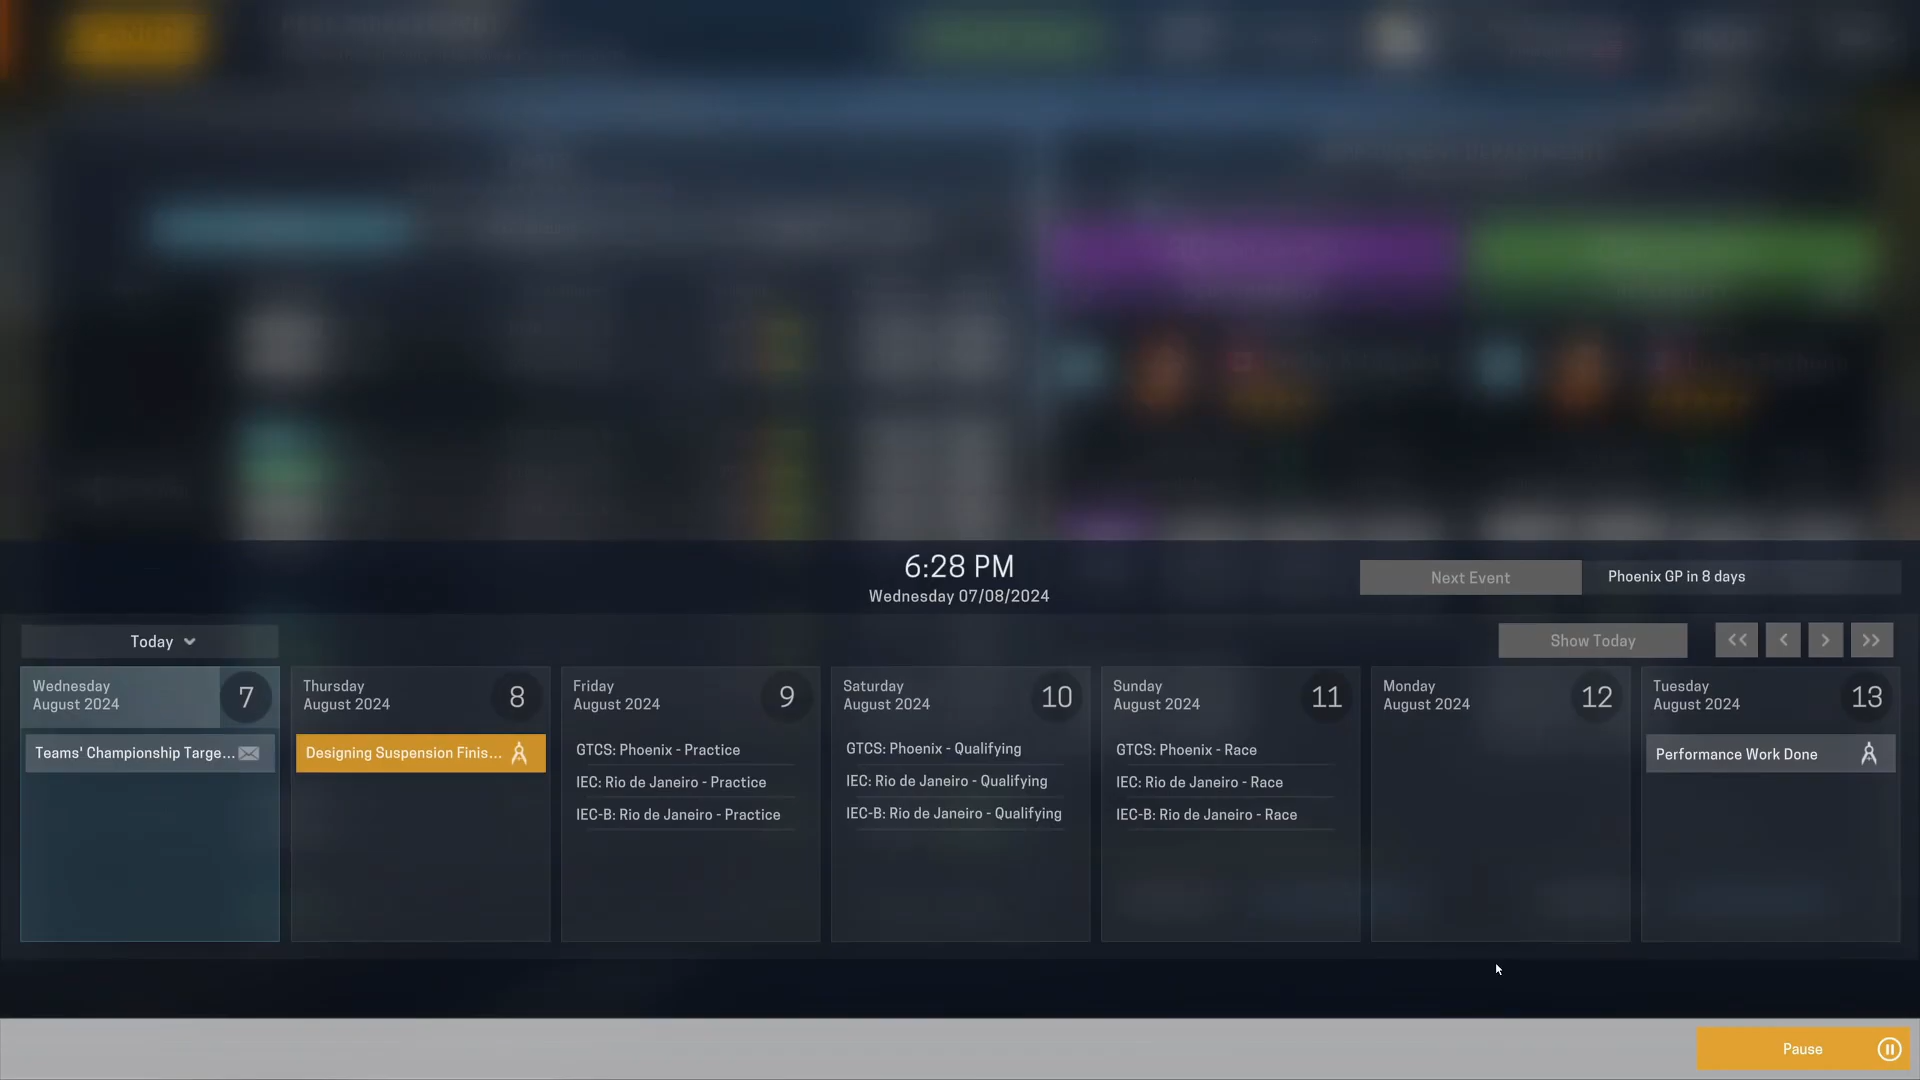 6:28 PM
Wednesday 07/08/2024
Next Event
Phoenix GP in 8 days
Today
Show Today
Wednesday
August 2024
7
Teams' Championship Targe...
Thursday
August 2024
8
Designing Suspension Finis...
Friday
August 2024
9
GTCS: Phoenix - Practice
IEC: Rio de Janeiro - Practice
IEC-B: Rio de Janeiro - Practice
Saturday
August 2024
10
GTCS: Phoenix - Qualifying
IEC: Rio de Janeiro - Qualifying
IEC-B: Rio de Janeiro - Qualifying
Sunday
August 2024
11
GTCS: Phoenix - Race
IEC: Rio de Janeiro - Race
IEC-B: Rio de Janeiro - Race
Monday
August 2024
12
Tuesday
August 2024
13
Performance Work Done
Pause